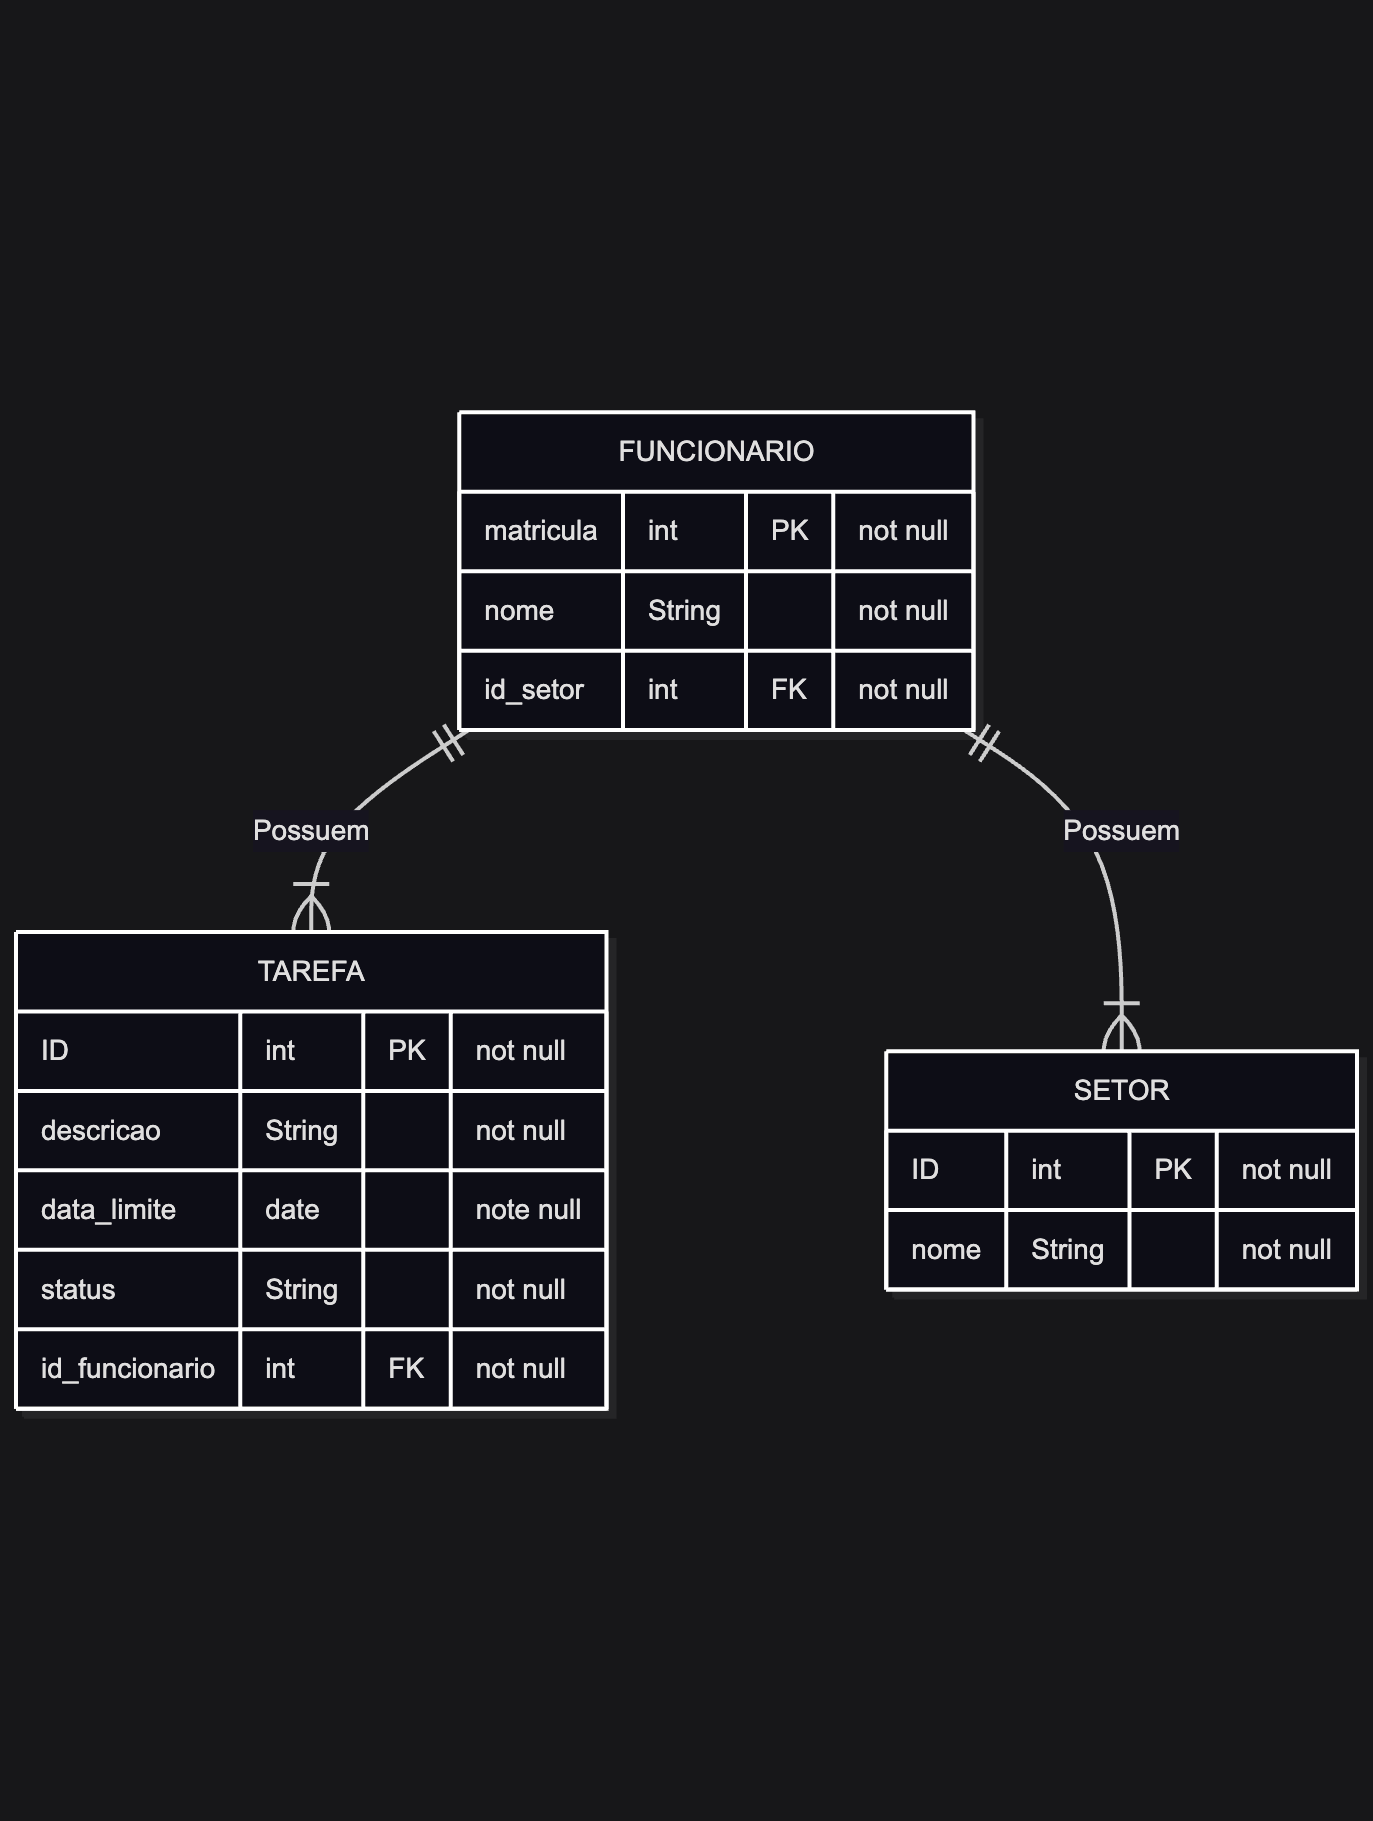 FUNCIONARIO
matricula int PK not null
nome String not null
id_setor int FK not null
Possuem
Possuem
TAREFA
ID int PK not null
descricao String not null
data_limite date note null
status String not null
id_funcionario int FK not null
SETOR
ID int PK not null
nome String not null